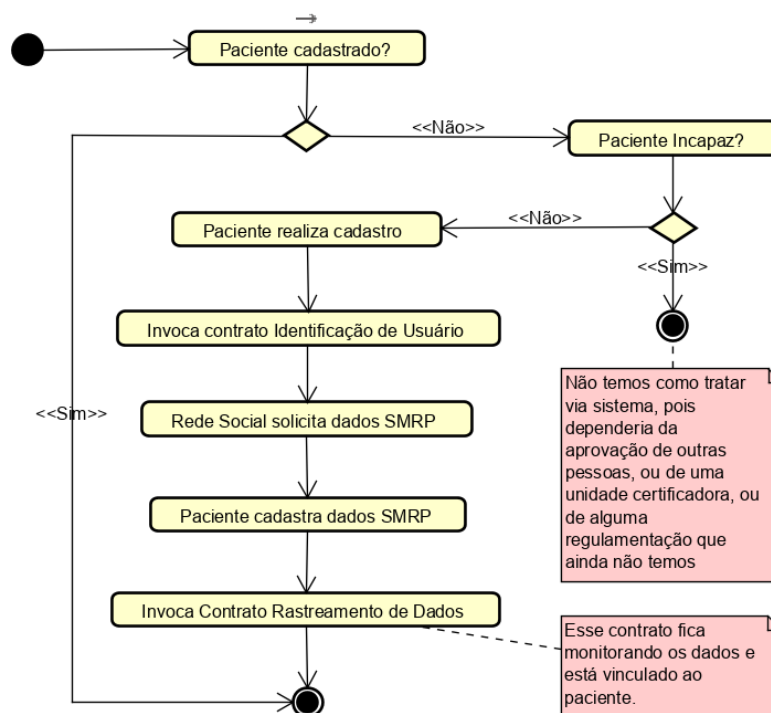 Paciente cadastrado?
<<Não>>
Paciente Incapaz?
Paciente realiza cadastro
<<Não>>
<<Sim>>
Invoca contrato Identificação de Usuário
Rede Social solicita dados SMRP
<<Sim>>
Paciente cadastra dados SMRP
Invoca Contrato Rastreamento de Dados
Não temos como tratar
via sistema, pois
dependeria da
aprovação de outras
pessoas, ou de uma
unidade certificadora, ou
de alguma
regulamentação que
ainda não temos
Esse contrato fica
monitorando os dados e
está vinculado ao
paciente.